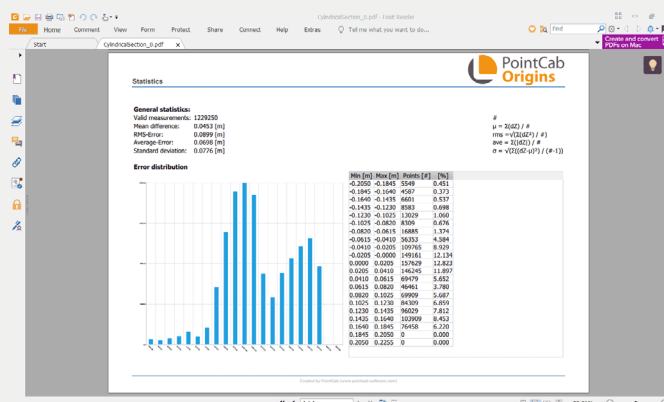 CylindricalSection_0.pdf - Foxit Reader
File Home Comment View Form Protect Share Connect Help Extras Tell me what you want to do... Find
Start CylindricalSection_0.pdf x
Create and convert PDFs on Mac
PointCab
Origins
Statistics
General statistics:
Valid measurements: 1229250 #
Mean difference: 0.0453 [m] μ = Σ(dZ) / #
RMS-Error: 0.0899 [m] rms =√(Σ(dZ²) / #)
Average-Error: 0.0698 [m] ave = Σ(|dZ|) / #
Standard deviation: 0.0776 [m] σ = √(Σ((dZ-μ)²) / (#-1))
Error distribution
Min [m] Max [m] Points [#] [%]
-0.2050 -0.1845 5549 0.451
-0.1845 -0.1640 4587 0.373
-0.1640 -0.1435 6601 0.537
-0.1435 -0.1230 8583 0.698
-0.1230 -0.1025 13029 1.060
-0.1025 -0.0820 8309 0.676
-0.0820 -0.0615 16885 1.374
-0.0615 -0.0410 56353 4.584
-0.0410 -0.0205 109765 8.929
-0.0205 -0.0000 149161 12.134
0.0000 0.0205 157629 12.823
0.0205 0.0410 146245 11.897
0.0410 0.0615 69479 5.652
0.0615 0.0820 46461 3.780
0.0820 0.1025 69909 5.687
0.1025 0.1230 84309 6.859
0.1230 0.1435 96029 7.812
0.1435 0.1640 103909 8.453
0.1640 0.1845 76458 6.220
0.1845 0.2050 0 0.000
0.2050 0.2255 0 0.000
Created by PointCab (www.pointcab-software.com)